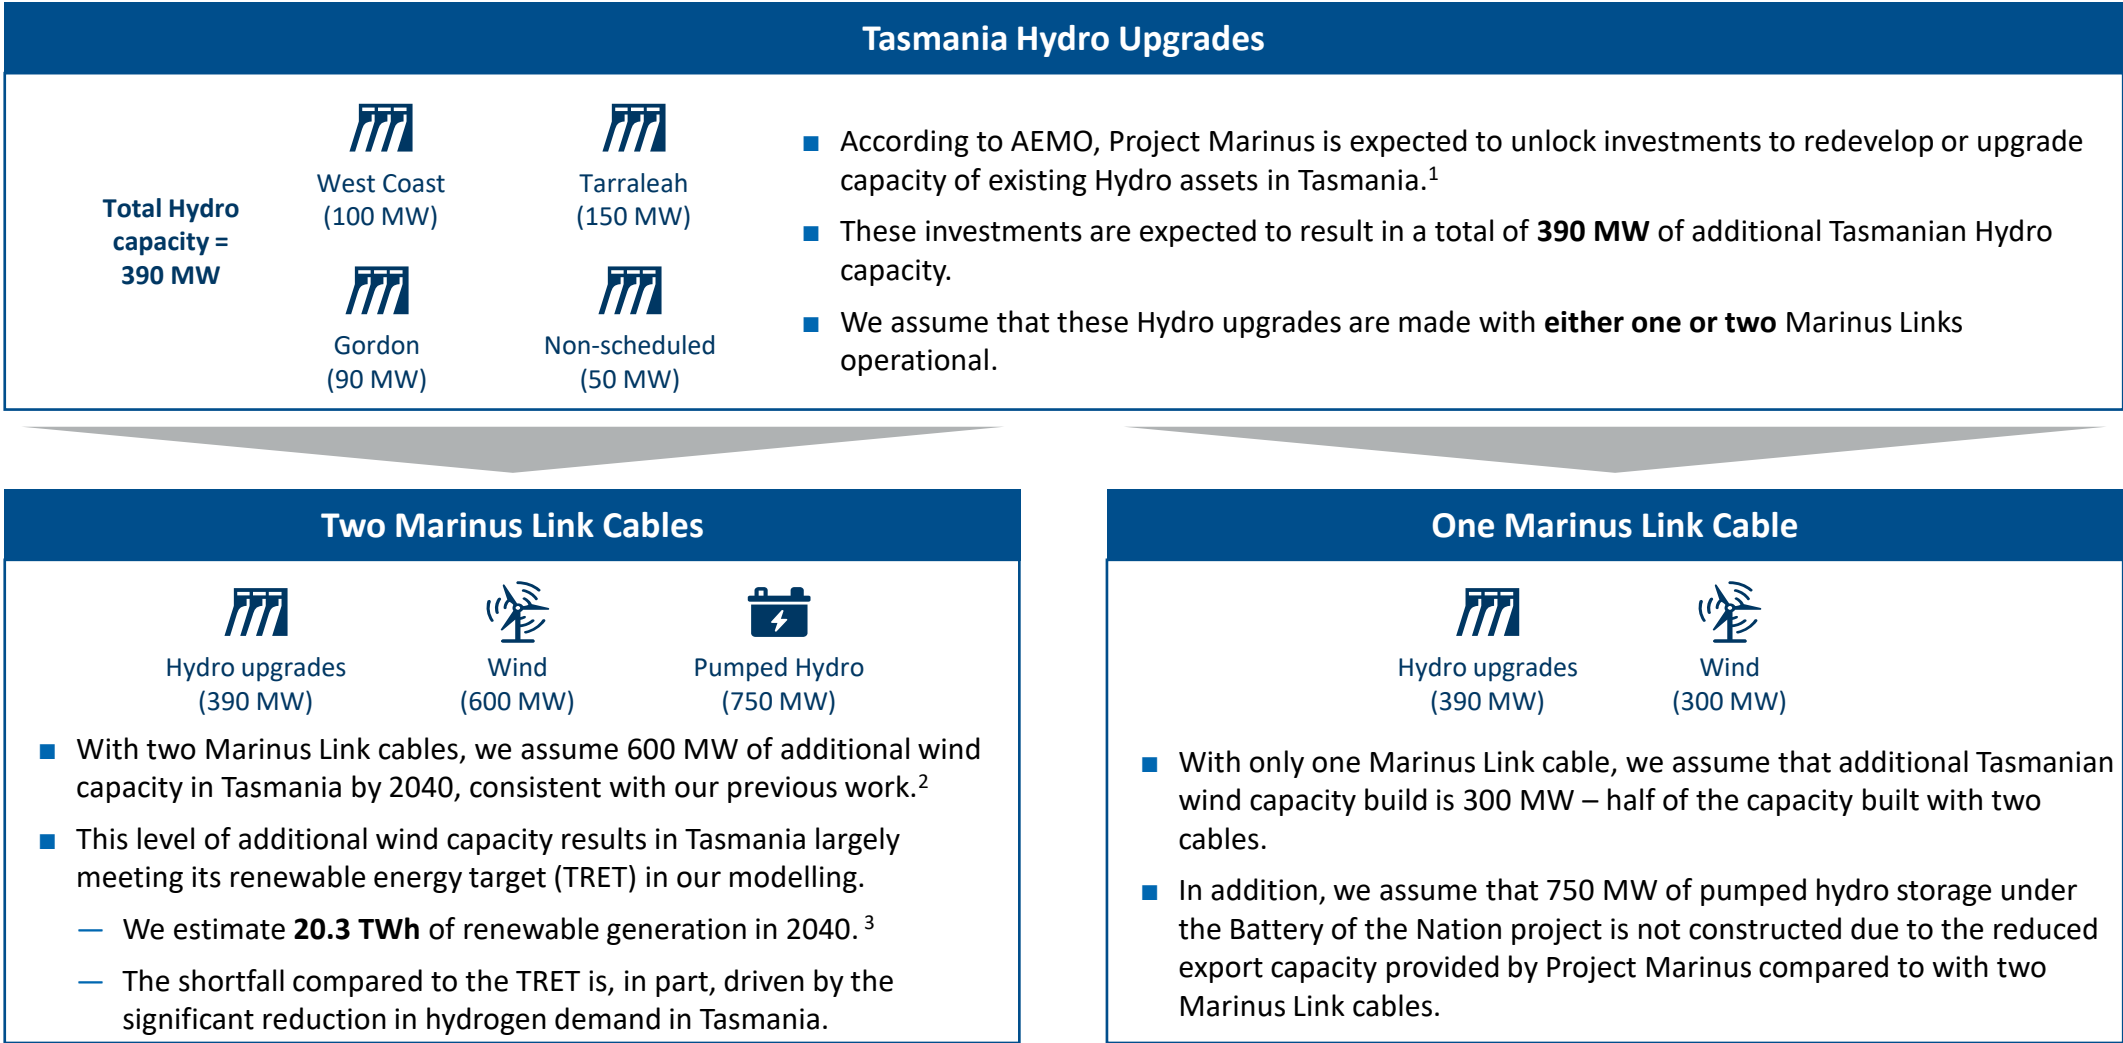 Tasmania Hydro Upgrades
Total Hydro
capacity =
390 MW
West Coast
(100 MW)
Tarraleah
(150 MW)
Gordon
(90 MW)
Non-scheduled
(50 MW)
■ According to AEMO, Project Marinus is expected to unlock investments to redevelop or upgrade
capacity of existing Hydro assets in Tasmania.¹
■ These investments are expected to result in a total of 390 MW of additional Tasmanian Hydro
capacity.
■ We assume that these Hydro upgrades are made with either one or two Marinus Links
operational.
Two Marinus Link Cables
Hydro upgrades
(390 MW)
Wind
(600 MW)
Pumped Hydro
(750 MW)
■ With two Marinus Link cables, we assume 600 MW of additional wind
capacity in Tasmania by 2040, consistent with our previous work.²
■ This level of additional wind capacity results in Tasmania largely
meeting its renewable energy target (TRET) in our modelling.
— We estimate 20.3 TWh of renewable generation in 2040. ³
— The shortfall compared to the TRET is, in part, driven by the
significant reduction in hydrogen demand in Tasmania.
One Marinus Link Cable
Hydro upgrades
(390 MW)
Wind
(300 MW)
■ With only one Marinus Link cable, we assume that additional Tasmanian
wind capacity build is 300 MW – half of the capacity built with two
cables.
■ In addition, we assume that 750 MW of pumped hydro storage under
the Battery of the Nation project is not constructed due to the reduced
export capacity provided by Project Marinus compared to with two
Marinus Link cables.